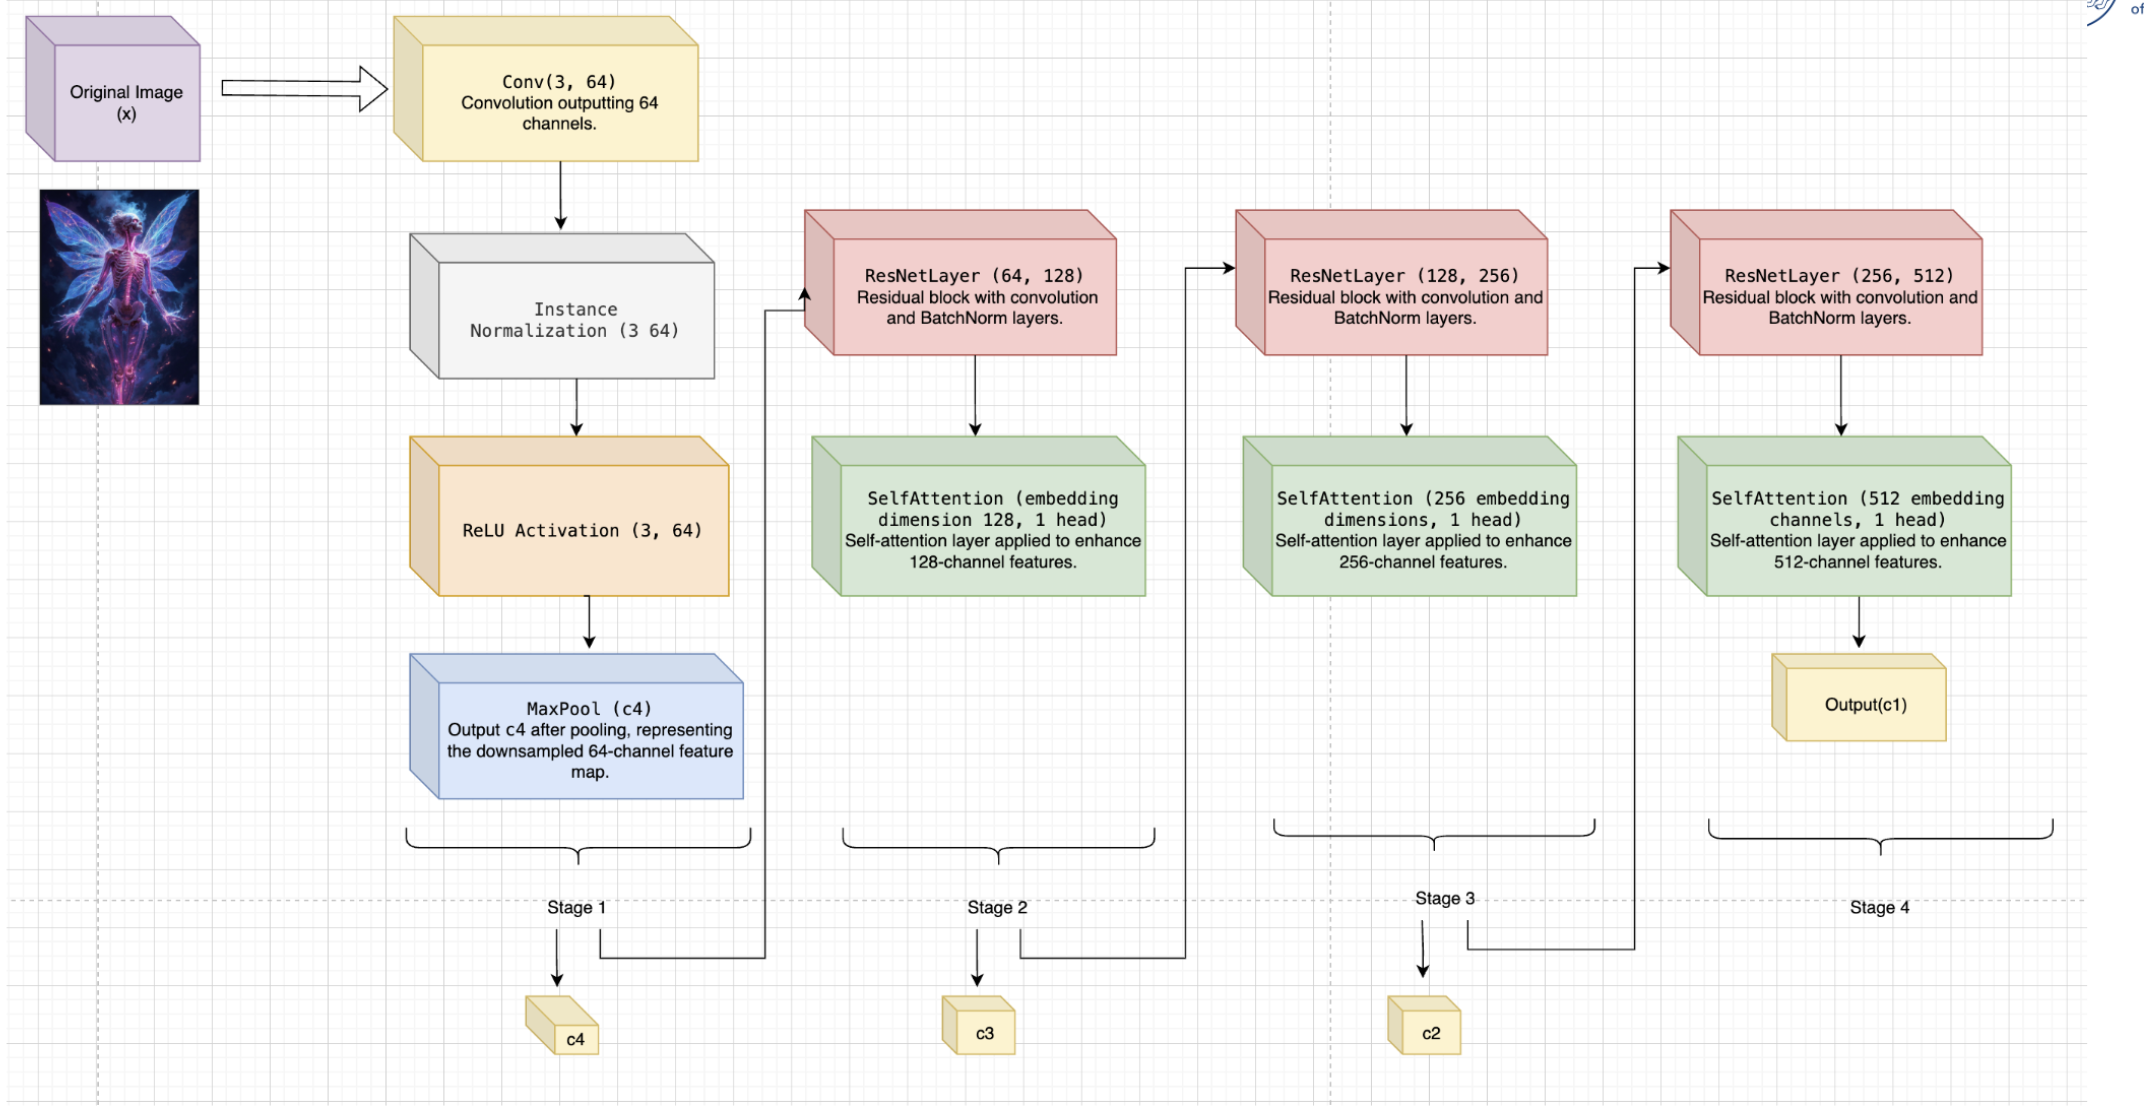 of
Original Image
(x)
Conv(3, 64)
Convolution outputting 64
channels.
Instance
Normalization (3 64)
ReLU Activation (3, 64)
MaxPool (c4)
Output c4 after pooling, representing
the downsampled 64-channel feature
map.
Stage 1
c4
ResNetLayer (64, 128)
Residual block with convolution
and BatchNorm layers.
SelfAttention (embedding
dimension 128, 1 head)
Self-attention layer applied to enhance
128-channel features.
Stage 2
c3
ResNetLayer (128, 256)
Residual block with convolution and
BatchNorm layers.
SelfAttention (256 embedding
dimensions, 1 head)
Self-attention layer applied to enhance
256-channel features.
Stage 3
c2
ResNetLayer (256, 512)
Residual block with convolution and
BatchNorm layers.
SelfAttention (512 embedding
channels, 1 head)
Self-attention layer applied to enhance
512-channel features.
Output(c1)
Stage 4